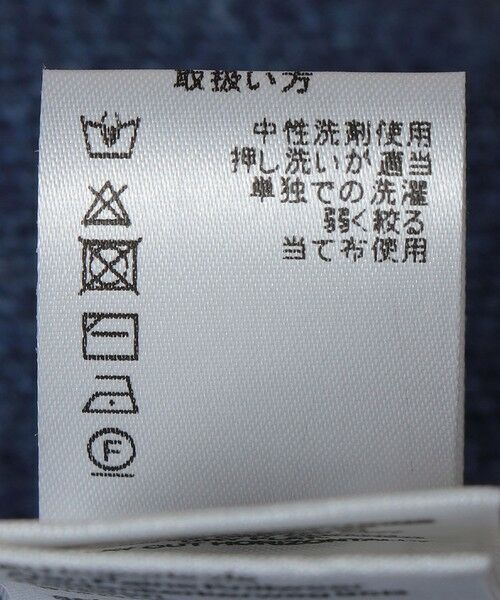 取扱い方
中性洗剤使用
押し洗いが適当
単独での洗濯
弱く絞る
当て布使用
F